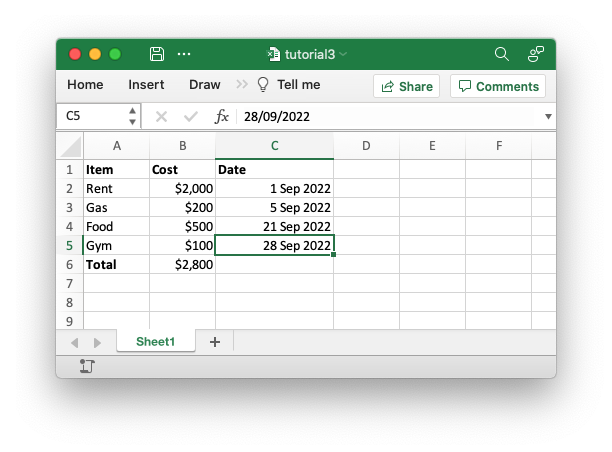 tutorial3
Home Insert Draw Tell me Share Comments
C5 fx 28/09/2022
A B C D E F
1 Item Cost Date
2 Rent $2,000 1 Sep 2022
3 Gas $200 5 Sep 2022
4 Food $500 21 Sep 2022
5 Gym $100 28 Sep 2022
6 Total $2,800
7
8
9
Sheet1 +